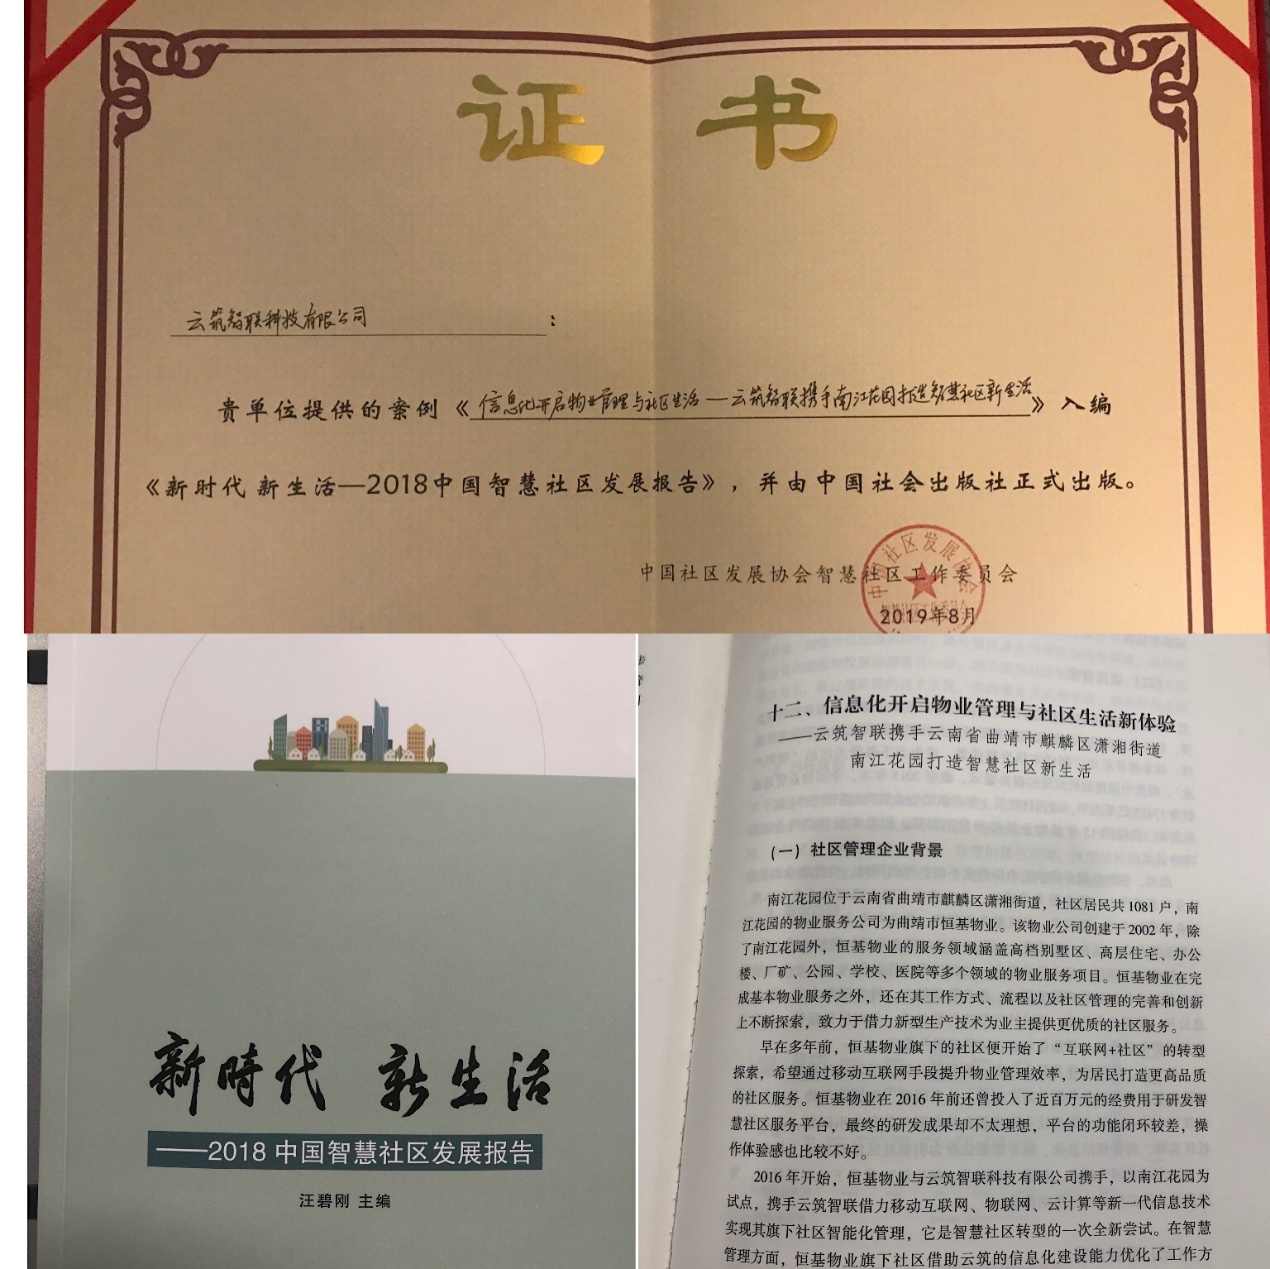 证 书
云筑智联科技有限公司：
贵单位提供的案例《信息化开启物业管理与社区生活—云筑智联携手南江花园打造智慧社区新生活》入编
《新时代 新生活—2018中国智慧社区发展报告》，并由中国社会出版社正式出版。
中国社区发展协会智慧社区工作委员会
中国社区发展协会
2019年8月
新時代 新生活
——2018 中国智慧社区发展报告
汪碧刚 主编
十二、信息化开启物业管理与社区生活新体验
——云筑智联携手云南省曲靖市麒麟区潇湘街道
南江花园打造智慧社区新生活
（一）社区管理企业背景
南江花园位于云南省曲靖市麒麟区潇湘街道，社区居民共 1081 户，南
江花园的物业服务公司为曲靖市恒基物业。该物业公司创建于 2002 年，除
了南江花园外，恒基物业的服务领域涵盖高档别墅区、高层住宅、办公
楼、厂矿、公园、学校、医院等多个领域的物业服务项目。恒基物业在完
成基本物业服务之外，还在其工作方式、流程以及社区管理的完善和创新
上不断探索，致力于借力新型生产技术为业主提供更优质的社区服务。
早在多年前，恒基物业旗下的社区便开始了“互联网+社区”的转型
探索，希望通过移动互联网手段提升物业管理效率，为居民打造更高品质
的社区服务。恒基物业在 2016 年前还曾投入了近百万元的经费用于研发智
慧社区服务平台，最终的研发成果却不太理想，平台的功能闭环较差，操
作体验感也比较不好。
2016 年开始，恒基物业与云筑智联科技有限公司携手，以南江花园为
试点，携手云筑智联借力移动互联网、物联网、云计算等新一代信息技术
实现其旗下社区智能化管理，它是智慧社区转型的一次全新尝试。在智慧
管理方面，恒基物业旗下社区借助云筑的信息化建设能力优化了工作方